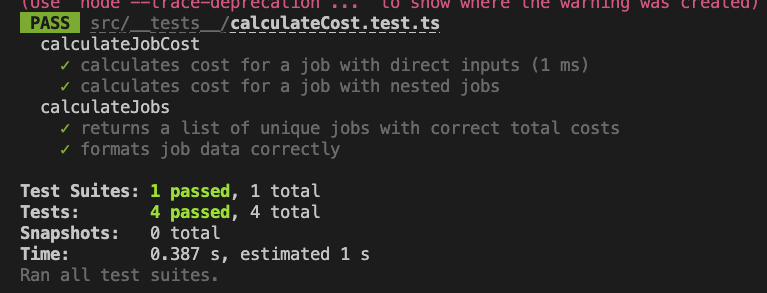 (Use `node --trace-deprecation ...` to show where the warning was created)
PASS src/__tests__/calculateCost.test.ts
calculateJobCost
✓ calculates cost for a job with direct inputs (1 ms)
✓ calculates cost for a job with nested jobs
calculateJobs
✓ returns a list of unique jobs with correct total costs
✓ formats job data correctly
Test Suites: 1 passed, 1 total
Tests: 4 passed, 4 total
Snapshots: 0 total
Time: 0.387 s, estimated 1 s
Ran all test suites.